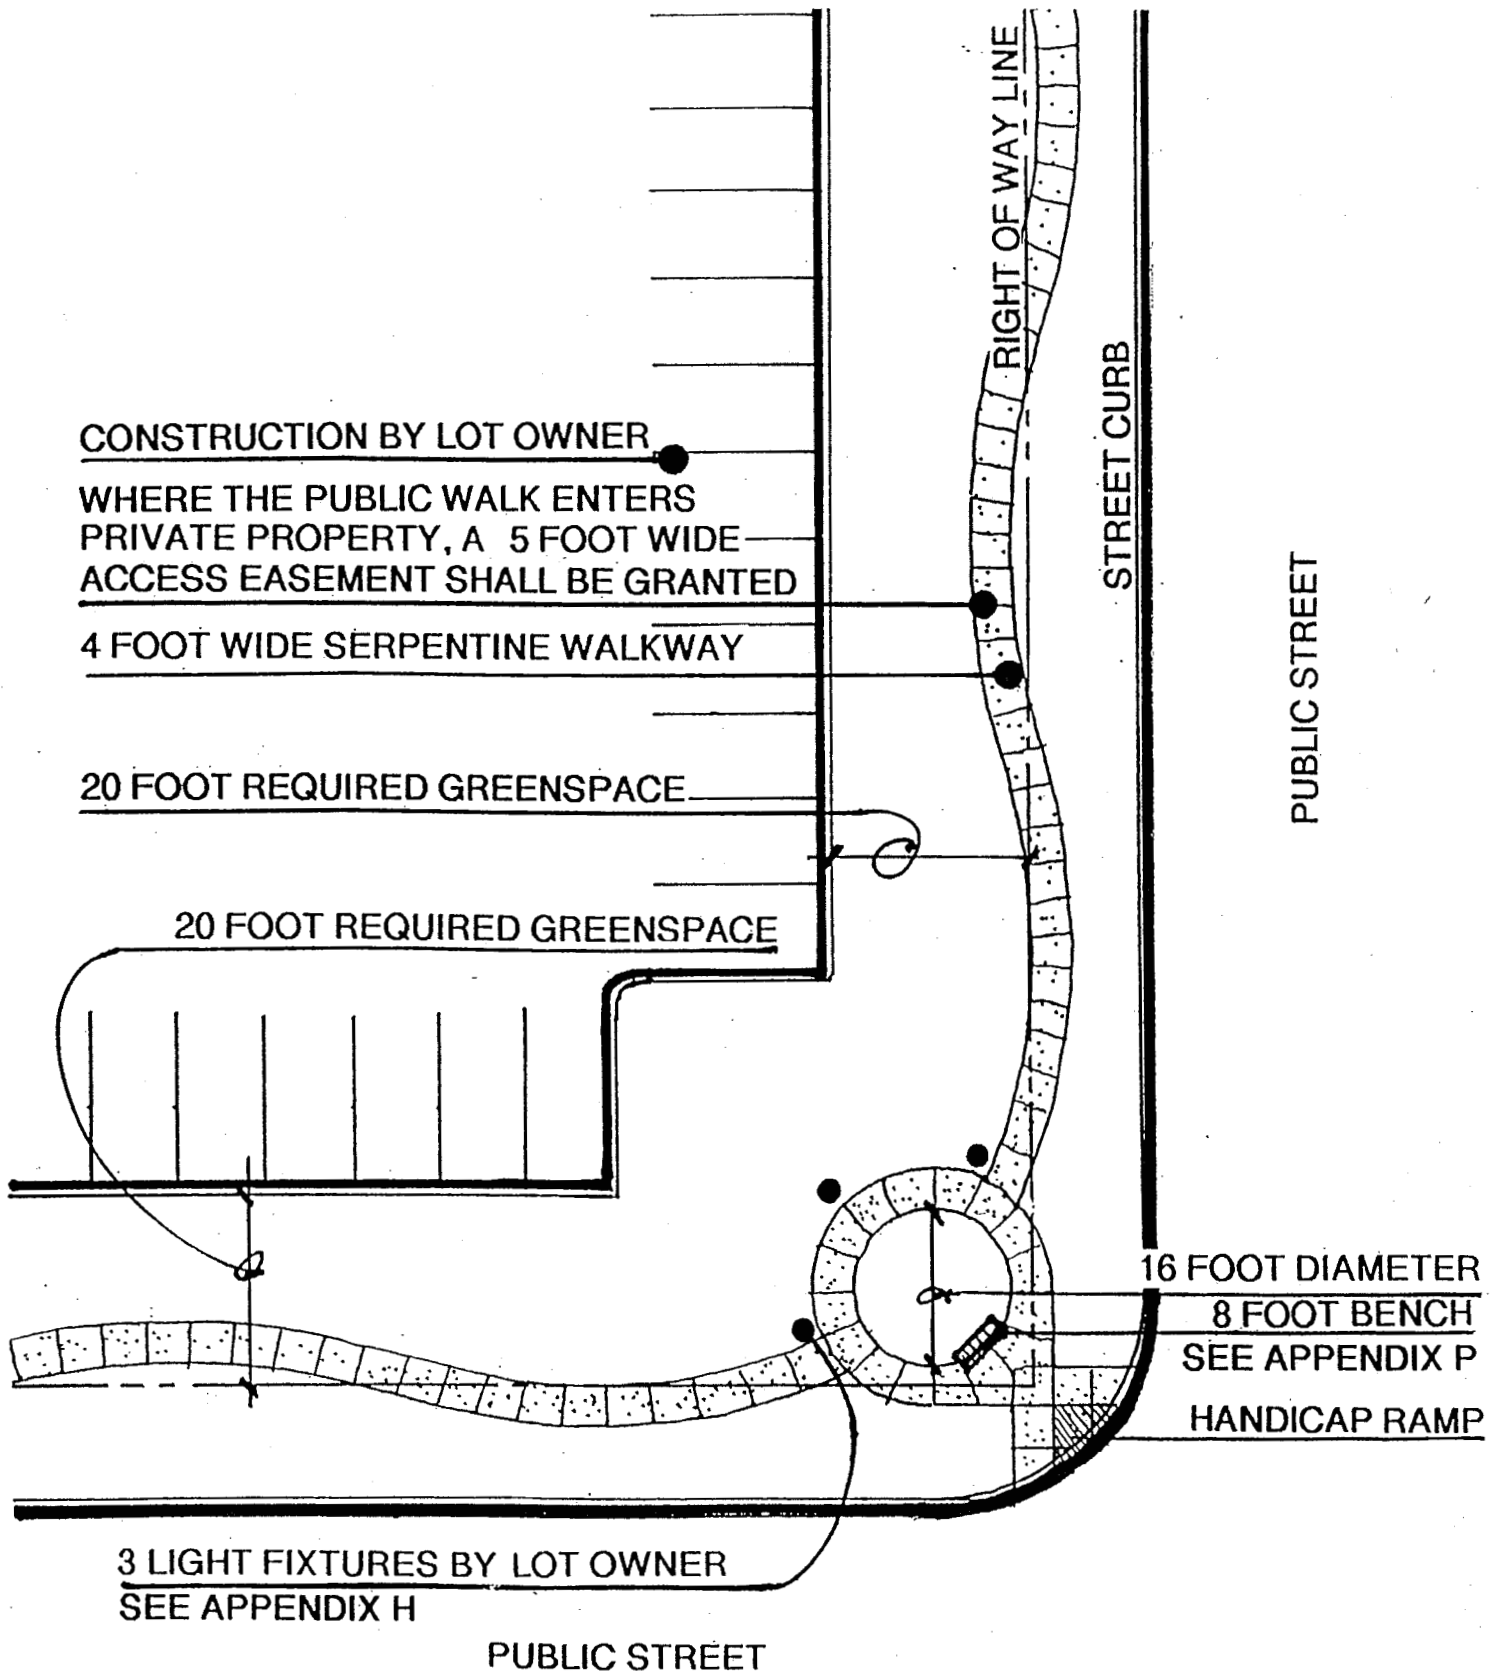 RIGHT OF WAY LINE
STREET CURB
PUBLIC STREET
CONSTRUCTION BY LOT OWNER
WHERE THE PUBLIC WALK ENTERS
PRIVATE PROPERTY, A 5 FOOT WIDE
ACCESS EASEMENT SHALL BE GRANTED
4 FOOT WIDE SERPENTINE WALKWAY
20 FOOT REQUIRED GREENSPACE
20 FOOT REQUIRED GREENSPACE
16 FOOT DIAMETER
8 FOOT BENCH
SEE APPENDIX P
HANDICAP RAMP
3 LIGHT FIXTURES BY LOT OWNER
SEE APPENDIX H
PUBLIC STREET